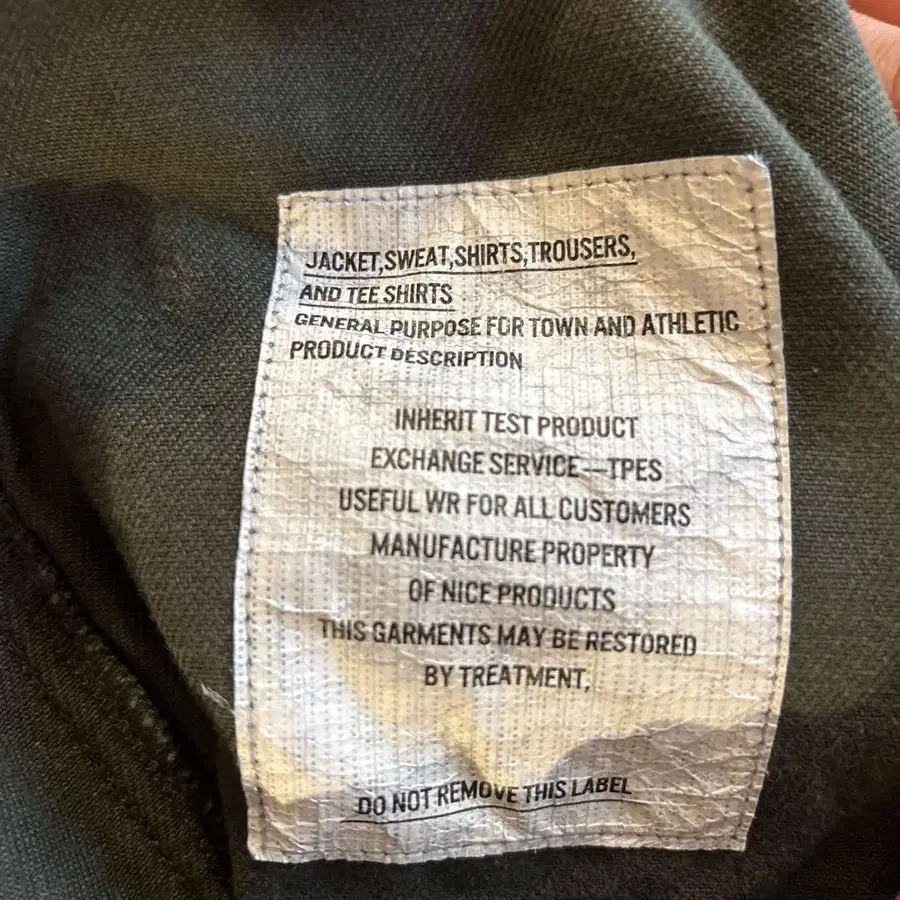 JACKET,SWEAT,SHIRTS,TROUSERS,
AND TEE SHIRTS
GENERAL PURPOSE FOR TOWN AND ATHLETIC
PRODUCT DESCRIPTION
INHERIT TEST PRODUCT
EXCHANGE SERVICE—TPES
USEFUL WR FOR ALL CUSTOMERS
MANUFACTURE PROPERTY
OF NICE PRODUCTS
THIS GARMENTS MAY BE RESTORED
BY TREATMENT,
DO NOT REMOVE THIS LABEL